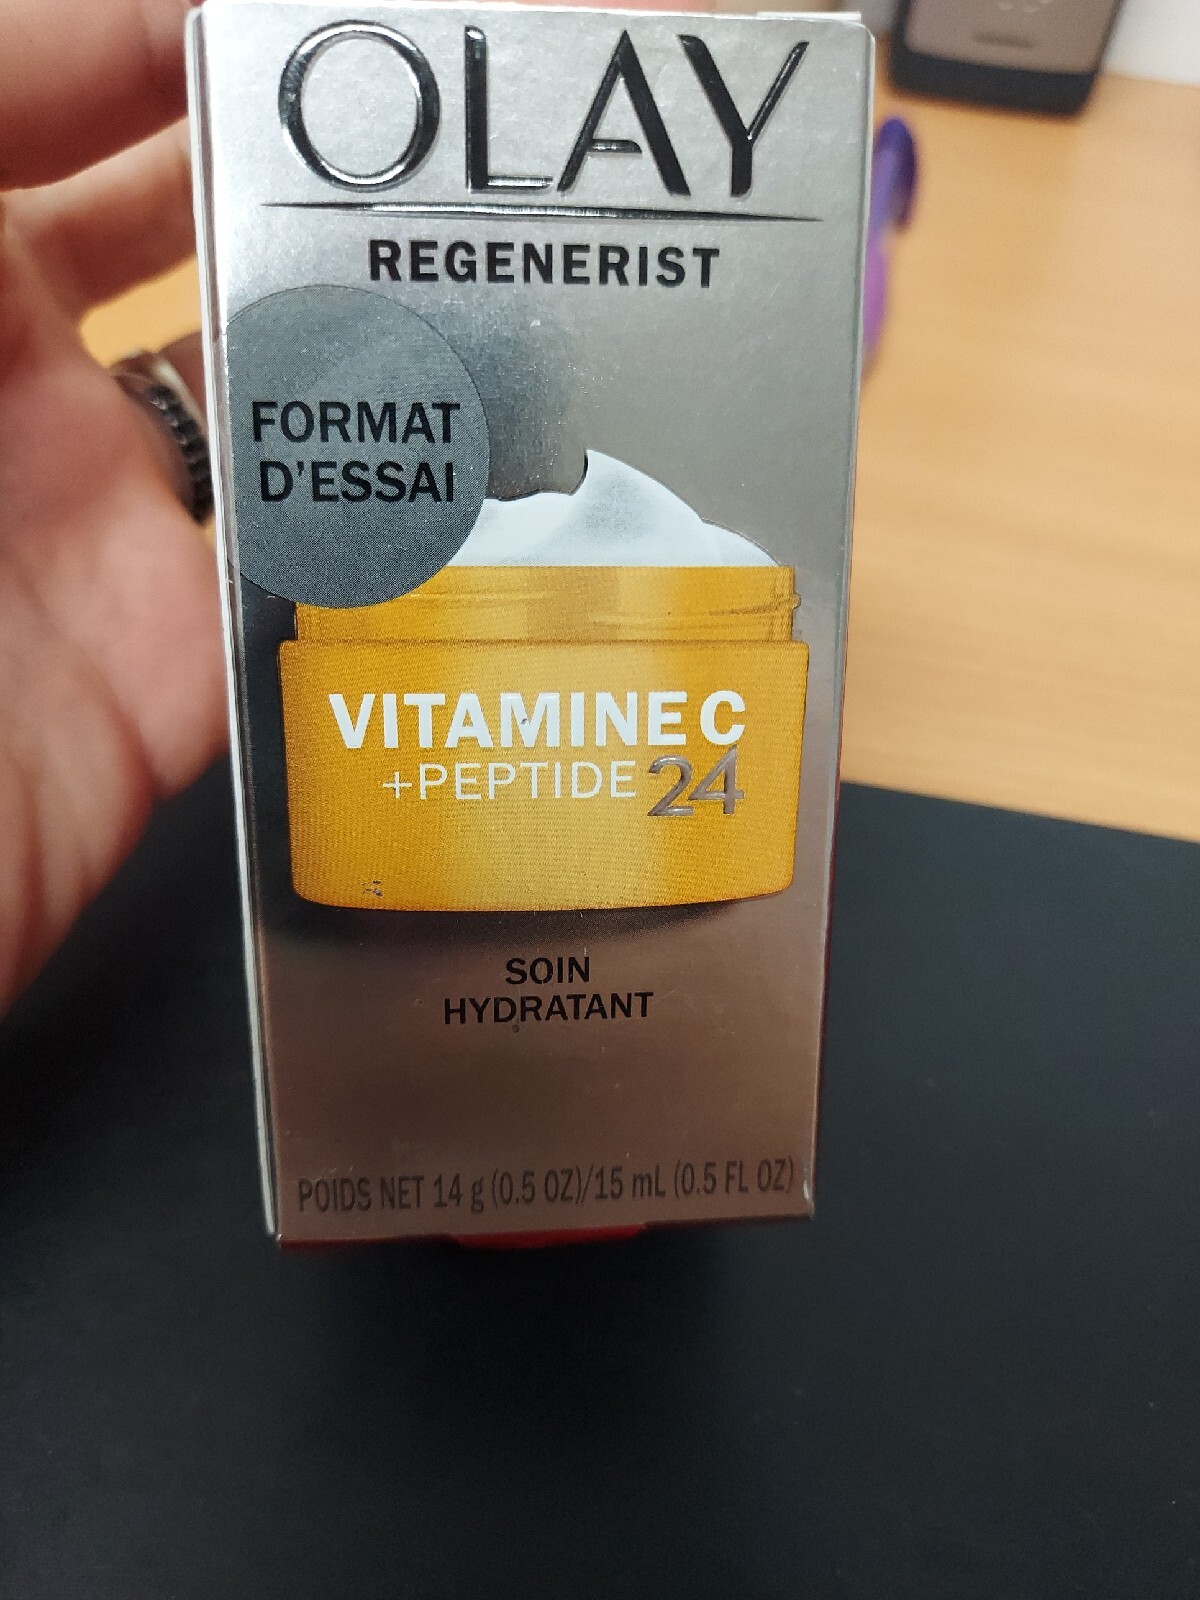 OLAY
REGENERIST
FORMAT
D'ESSAI
VITAMINE C
+PEPTIDE 24
SOIN
HYDRATANT
POIDS NET 14 g (0.5 OZ)/15 mL (0.5 FL OZ)